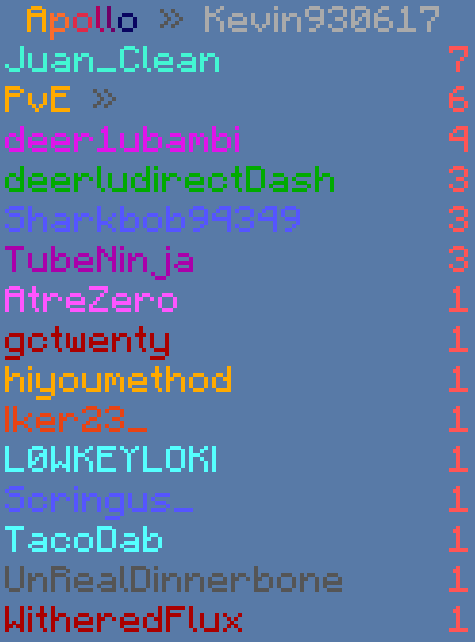 Apollo » Kevin930617
Juan_Clean 7
PvE » 6
deer1ubambi 4
deerludirectDash 3
Sharkbob94349 3
TubeNinja 3
AtreZero 1
gctwenty 1
hiyoumethod 1
Iker23_ 1
L0WKEYLOKI 1
Scringus_ 1
TacoDab 1
UnRealDinnerbone 1
WitheredFlux 1